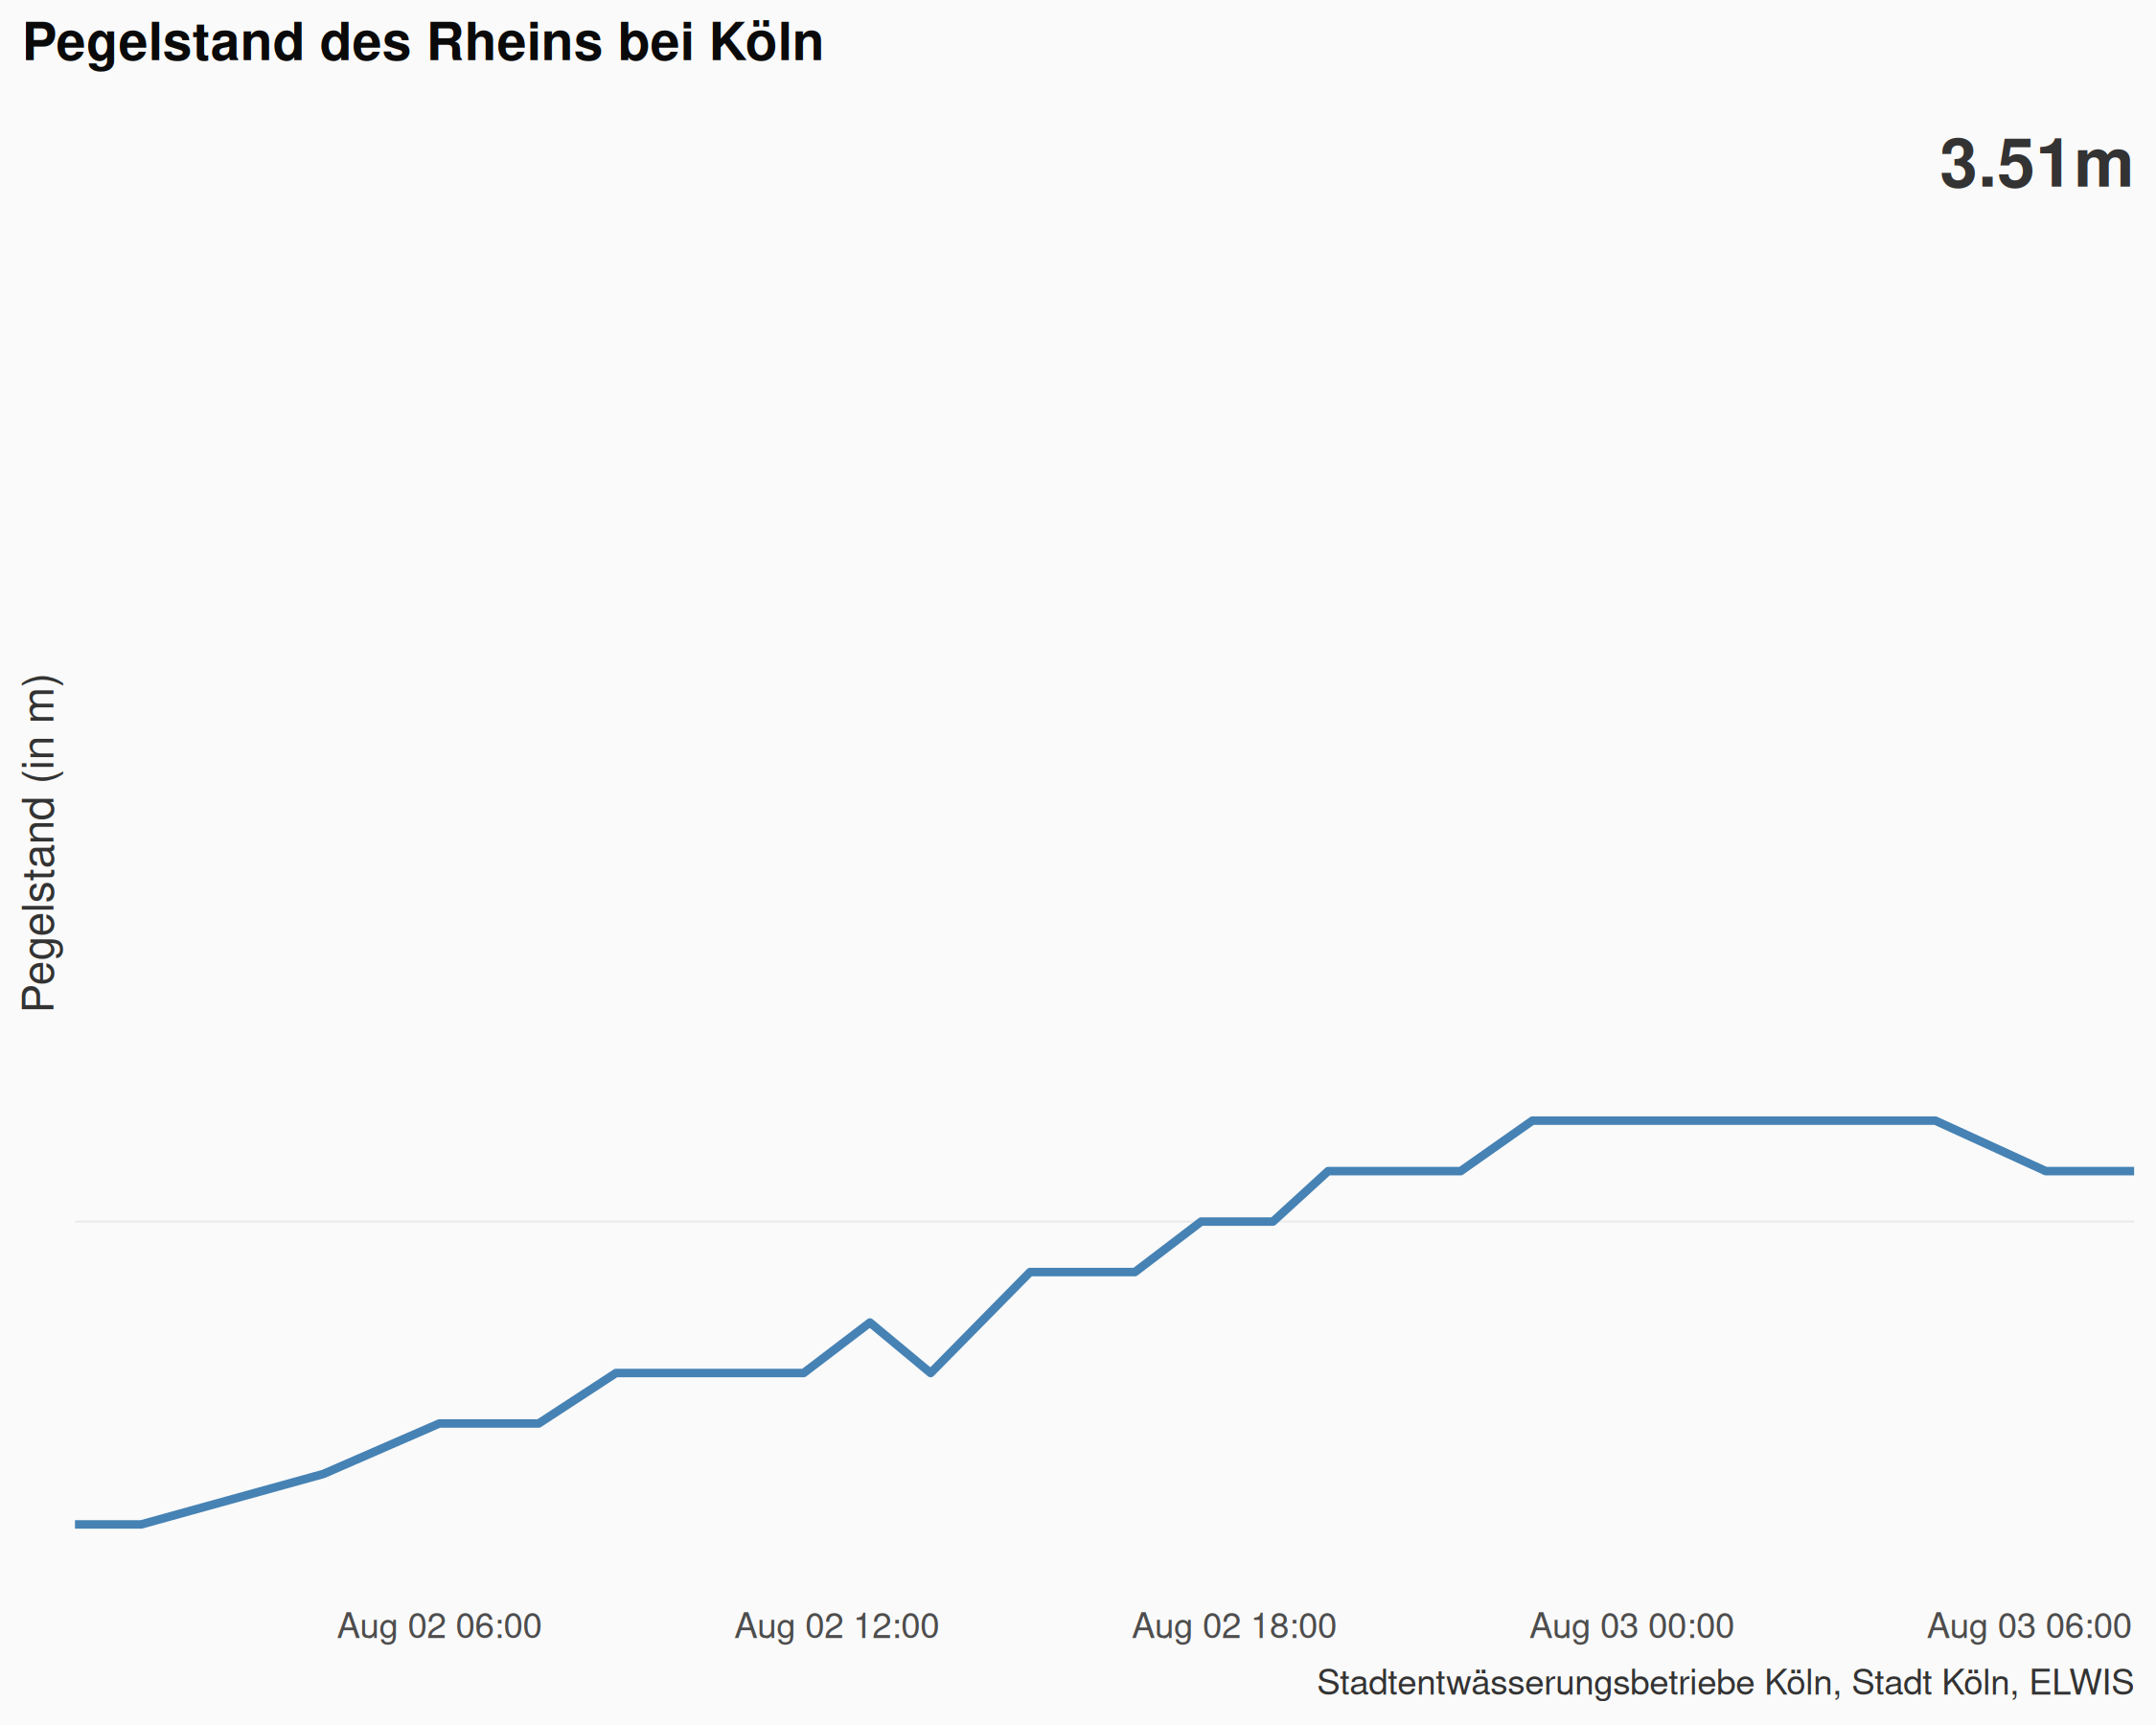 Pegelstand des Rheins bei Köln
3.51m
Pegelstand (in m)
Aug 02 06:00
Aug 02 12:00
Aug 02 18:00
Aug 03 00:00
Aug 03 06:00
Stadtentwässerungsbetriebe Köln, Stadt Köln, ELWIS